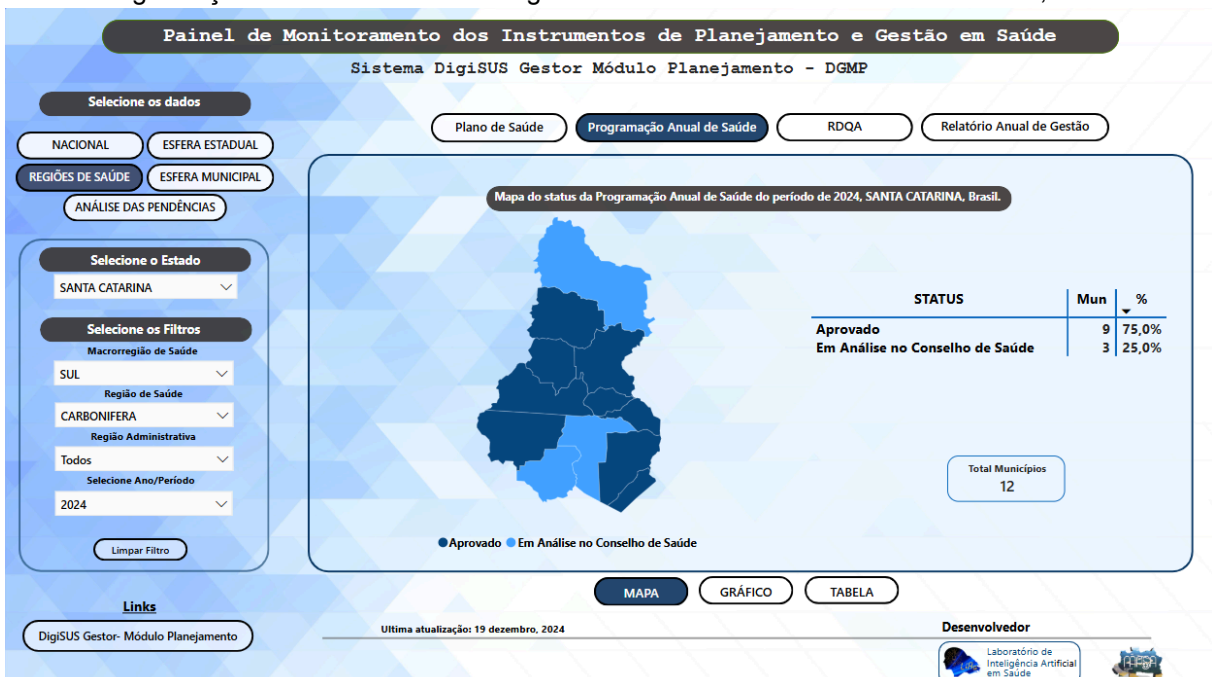 Painel de Monitoramento dos Instrumentos de Planejamento e Gestão em Saúde
Sistema DigiSUS Gestor Módulo Planejamento - DGMP
Selecione os dados
NACIONAL
ESFERA ESTADUAL
REGIÕES DE SAÚDE
ESFERA MUNICIPAL
ANÁLISE DAS PENDÊNCIAS
Plano de Saúde
Programação Anual de Saúde
RDQA
Relatório Anual de Gestão
Selecione o Estado
SANTA CATARINA
Selecione os Filtros
Macrorregião de Saúde
SUL
Região de Saúde
CARBONIFERA
Região Administrativa
Todos
Selecione Ano/Período
2024
Limpar Filtro
Mapa do status da Programação Anual de Saúde do período de 2024, SANTA CATARINA, Brasil.
STATUS Mun %
Aprovado 9 75,0%
Em Análise no Conselho de Saúde 3 25,0%
Total Municípios
12
Aprovado Em Análise no Conselho de Saúde
MAPA
GRÁFICO
TABELA
Links
DigiSUS Gestor- Módulo Planejamento
Ultima atualização: 19 dezembro, 2024
Desenvolvedor
Laboratório de
Inteligência Artificial
em Saúde